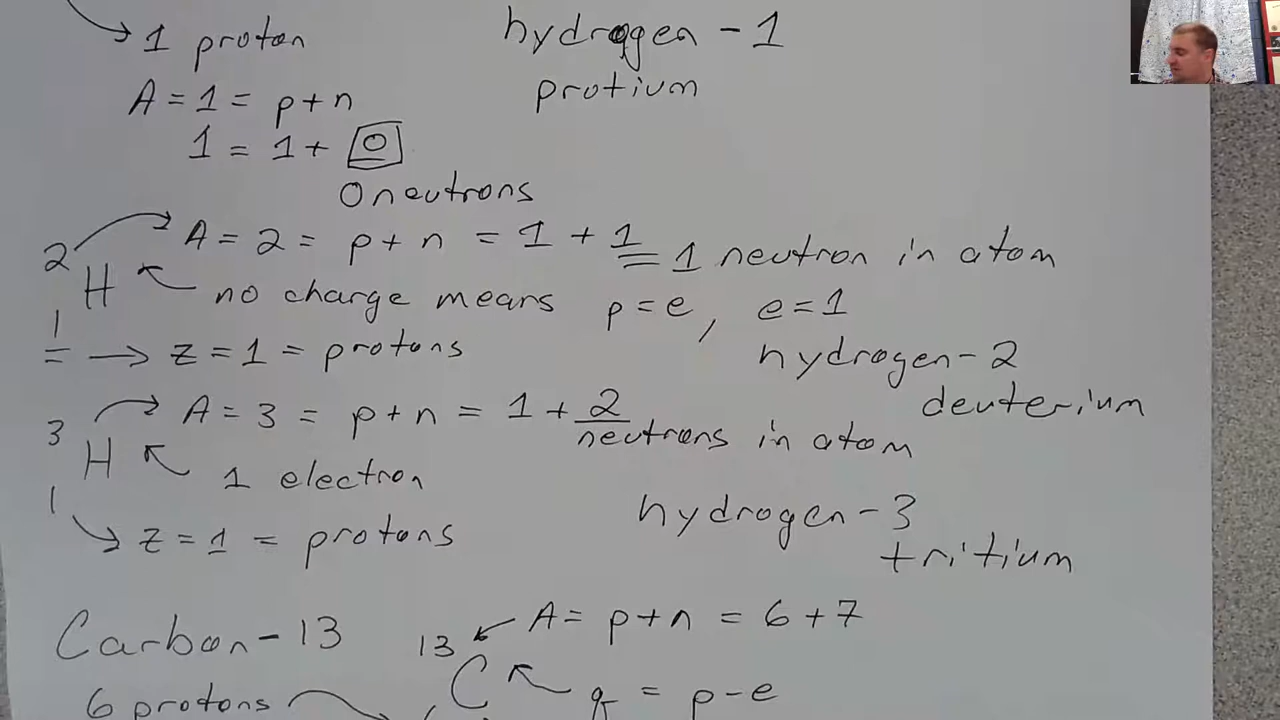 1 proton
hydrogen - 1
protium
A = 1 = p+n
1 = 1 + 0
0 neutrons
2 A = 2 = p+n = 1 + 1 = 1 neutron in atom
H no charge means p = e, e = 1
1 → z = 1 = protons
hydrogen - 2
deuterium
3 A = 3 = p+n = 1 + 2
neutrons in atom
H 1 electron
1 z = 1 = protons
hydrogen - 3
tritium
Carbon - 13
13 A = p+n = 6 + 7
C q = p - e
6 protons